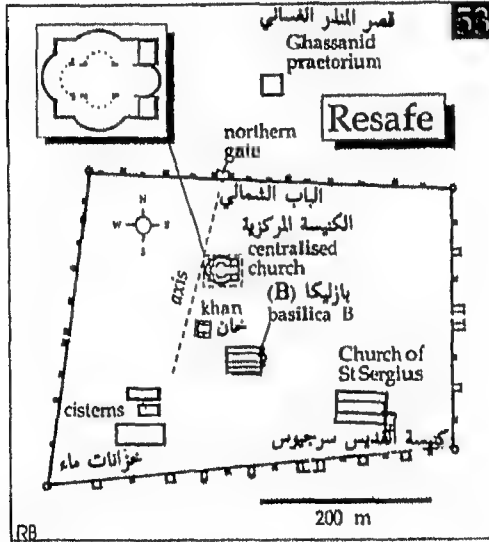 قصر المنذر الغساني
53
Ghassanid
praetorium
Resafe
northern
gate
الباب الشمالي
N
W S
S
الكنيسة المركزية
centralised
church
axis
بازليكا (B)
khan
basilica B
خان
Church of
St Sergius
cisterns
كنيسة القديس سرجيوس
خزانات ماء
200 m
RB